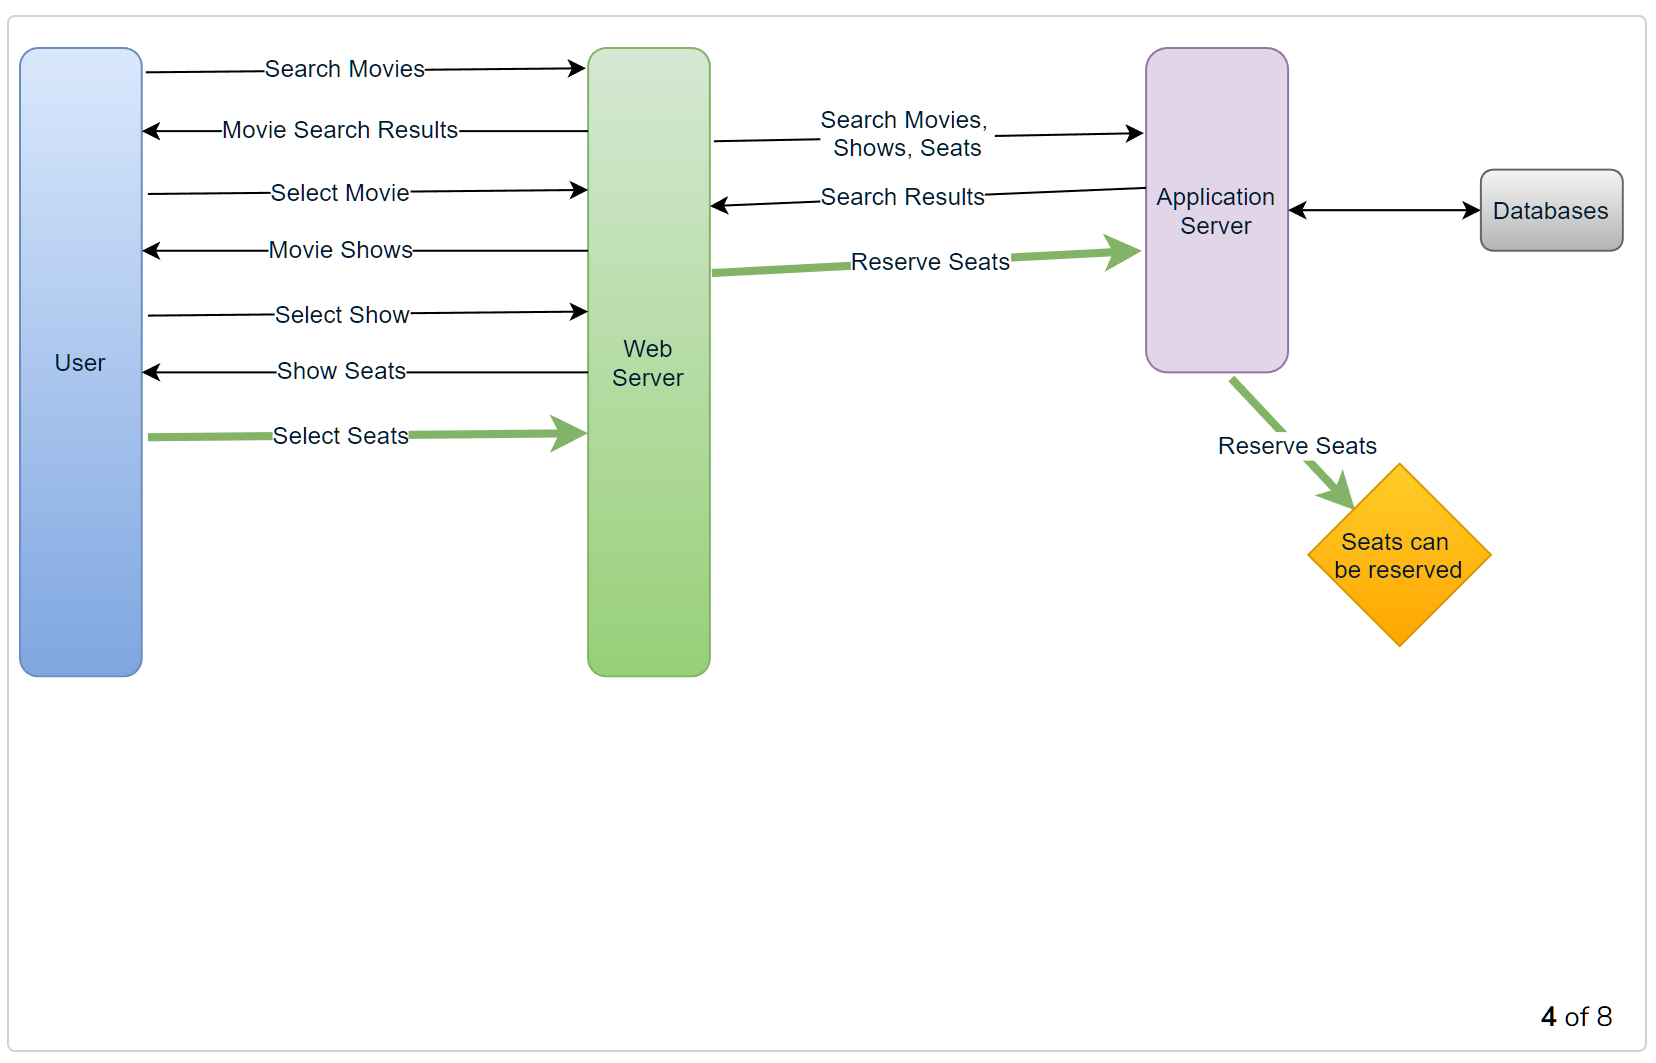 Search Movies
Movie Search Results
Search Movies,
Shows, Seats
Select Movie
Search Results
Application
Server
Databases
Movie Shows
Reserve Seats
Select Show
User
Web
Server
Show Seats
Select Seats
Reserve Seats
Seats can
be reserved
4 of 8